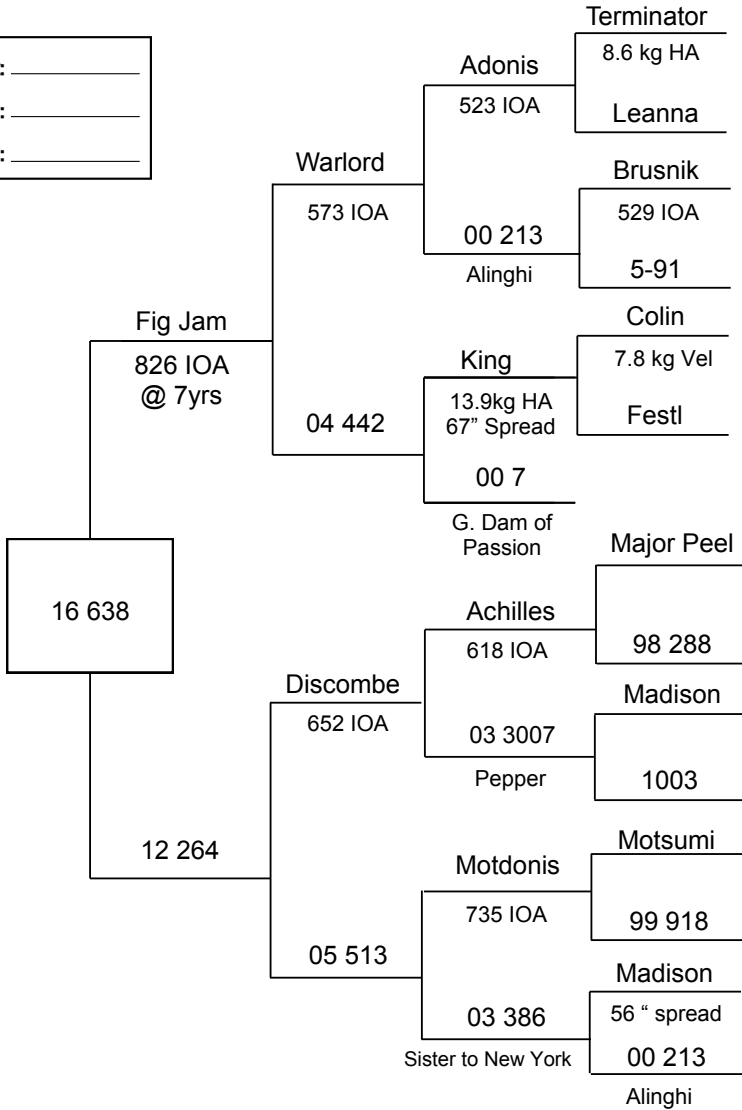 Terminator
8.6 kg HA
Leanna
Adonis
523 IOA
:
:
:
Brusnik
529 IOA
5-91
00 213
Alinghi
Warlord
573 IOA
Colin
7.8 kg Vel
Festl
King
13.9kg HA
67” Spread
00 7
G. Dam of
Passion
04 442
Fig Jam
826 IOA
@ 7yrs
16 638
Major Peel
98 288
Achilles
618 IOA
Madison
1003
03 3007
Pepper
Discombe
652 IOA
12 264
Motsumi
99 918
Motdonis
735 IOA
05 513
Madison
56 “ spread
00 213
Alinghi
03 386
Sister to New York